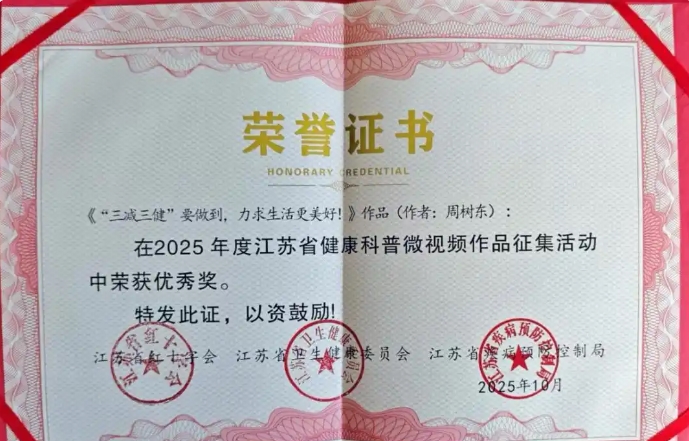 荣誉证书
HONORARY CREDENTIAL
《“三减三健”要做到，力求生活更美好！》作品（作者：周树东）：
在2025年度江苏省健康科普微视频作品征集活动
中荣获优秀奖。
特发此证，以资鼓励！
江苏省红十字会 江苏省卫生健康委员会 江苏省疾病预防控制局
2025年10月